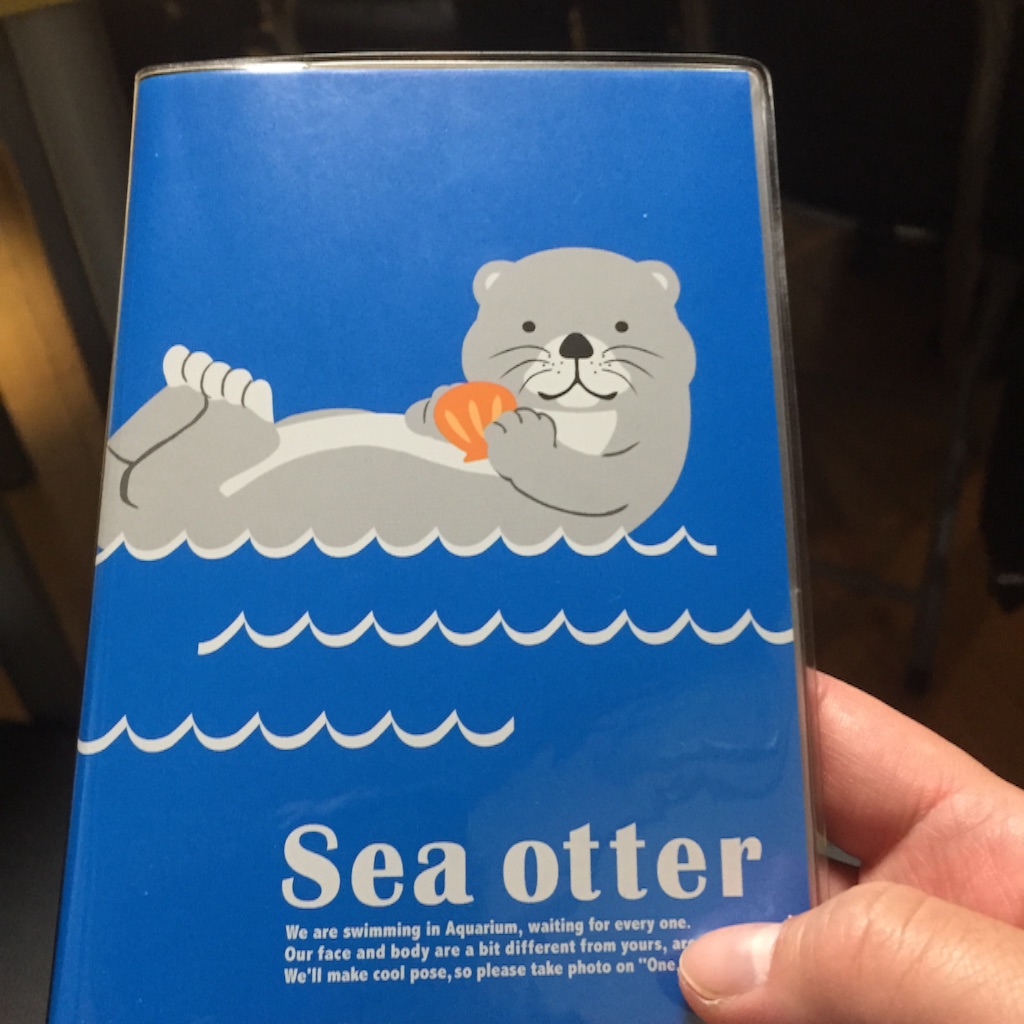 Sea otter
We are swimming in Aquarium, waiting for every one.
Our face and body are a bit different from yours,
We'll make cool pose, so please take photo on "One,